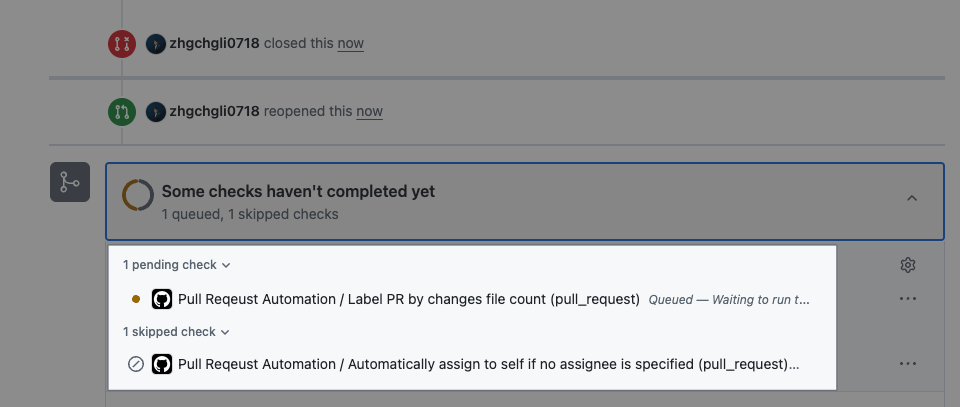 zhgchgli0718 closed this now
zhgchgli0718 reopened this now
Some checks haven't completed yet
1 queued, 1 skipped checks
1 pending check
Pull Reqeust Automation / Label PR by changes file count (pull_request) Queued — Waiting to run t...
1 skipped check
Pull Reqeust Automation / Automatically assign to self if no assignee is specified (pull_request)...